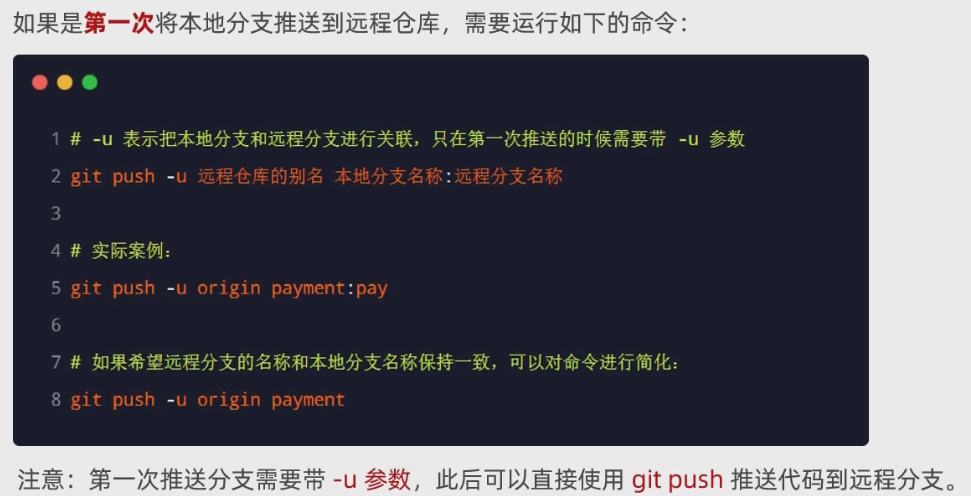 如果是第一次将本地分支推送到远程仓库，需要运行如下的命令：
1 # -u 表示把本地分支和远程分支进行关联，只在第一次推送的时候需要带 -u 参数
2 git push -u 远程仓库的别名 本地分支名称:远程分支名称
3
4 # 实际案例：
5 git push -u origin payment:pay
6
7 # 如果希望远程分支的名称和本地分支名称保持一致，可以对命令进行简化：
8 git push -u origin payment
注意：第一次推送分支需要带 -u 参数，此后可以直接使用 git push 推送代码到远程分支。